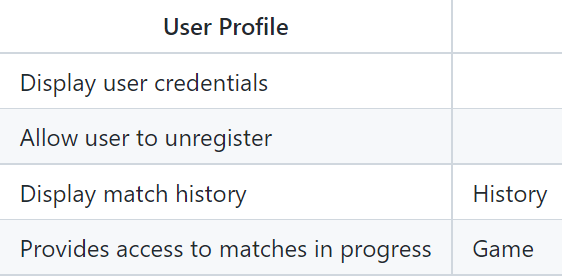 User Profile
Display user credentials
Allow user to unregister
Display match history History
Provides access to matches in progress Game